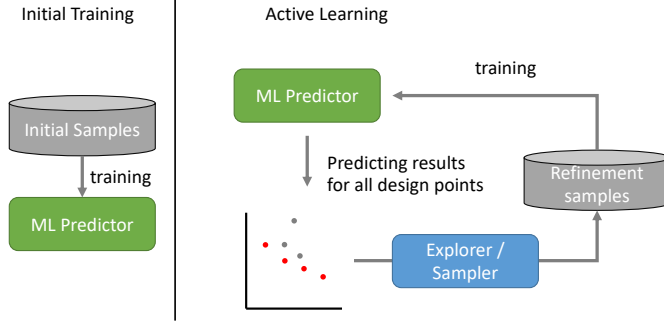 Initial Training
Initial Samples
training
ML Predictor
Active Learning
ML Predictor
training
Predicting results
for all design points
Refinement
samples
Explorer /
Sampler